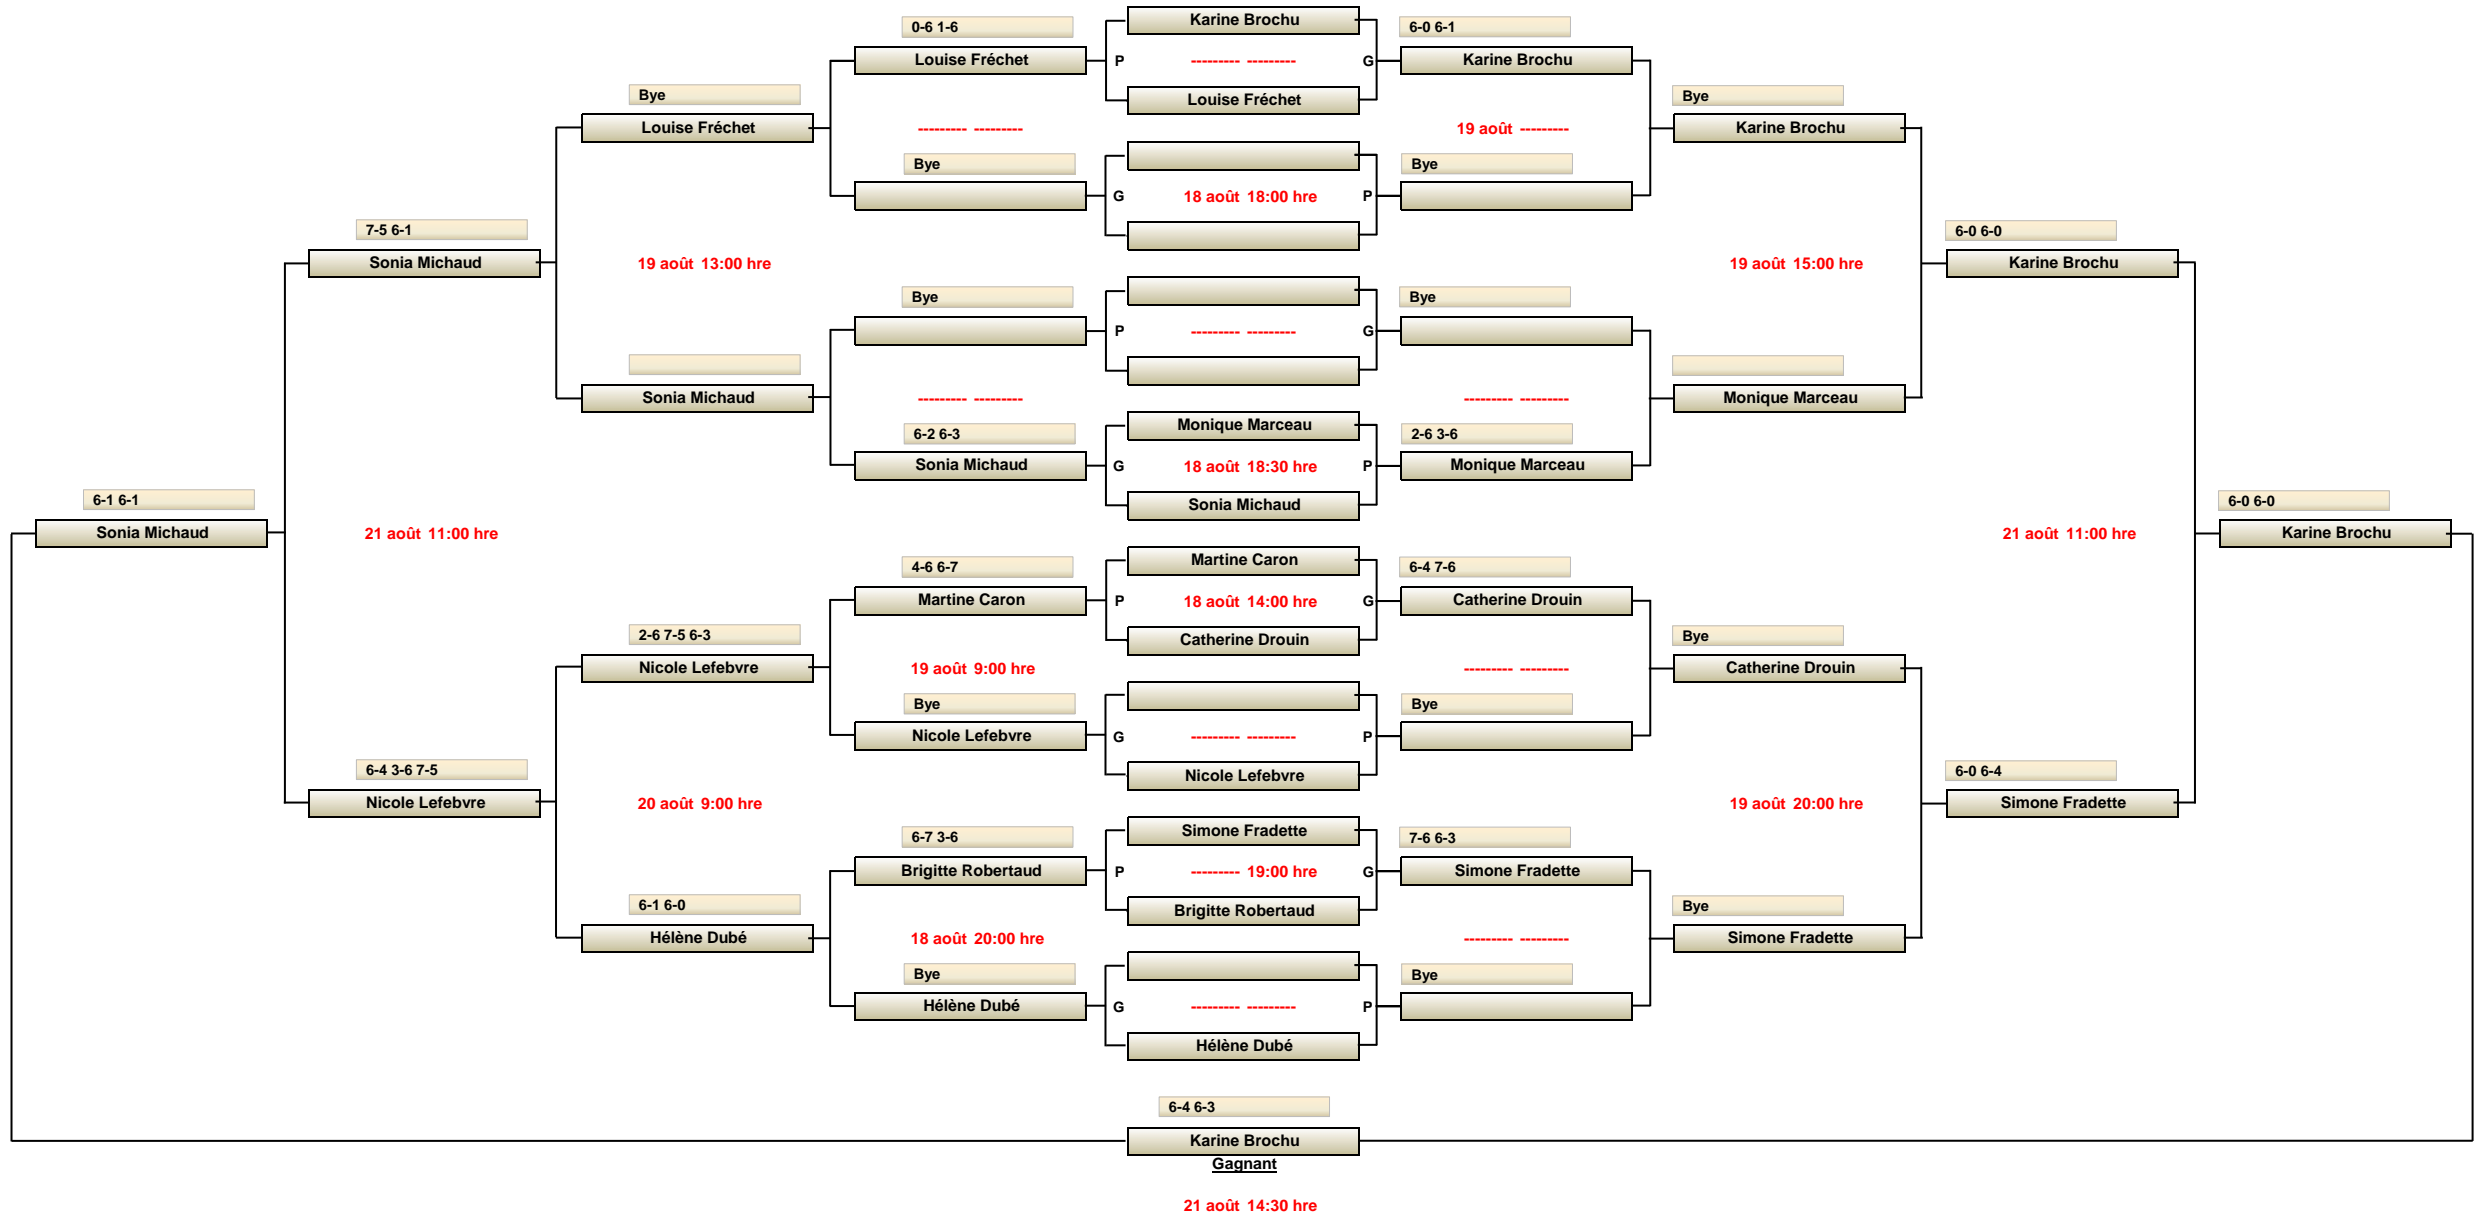 Karine Brochu
0-6 1-6
6-0 6-1
Louise Fréchet
P
--------- ---------
G
Karine Brochu
Bye
Louise Fréchet
Bye
Louise Fréchet
--------- ---------
19 août ---------
Karine Brochu
Bye
Bye
G
18 août 18:00 hre
P
7-5 6-1
6-0 6-0
Sonia Michaud
19 août 13:00 hre
19 août 15:00 hre
Karine Brochu
Bye
Bye
P
--------- ---------
G
Sonia Michaud
--------- ---------
--------- ---------
Monique Marceau
Monique Marceau
6-2 6-3
2-6 3-6
Sonia Michaud
G
18 août 18:30 hre
P
Monique Marceau
6-1 6-1
Sonia Michaud
6-0 6-0
Sonia Michaud
21 août 11:00 hre
21 août 11:00 hre
Karine Brochu
Martine Caron
4-6 6-7
6-4 7-6
Martine Caron
P
18 août 14:00 hre
G
Catherine Drouin
2-6 7-5 6-3
Catherine Drouin
Bye
Nicole Lefebvre
19 août 9:00 hre
--------- ---------
Catherine Drouin
Bye
Bye
Nicole Lefebvre
G
--------- ---------
P
6-4 3-6 7-5
Nicole Lefebvre
6-0 6-4
Nicole Lefebvre
20 août 9:00 hre
19 août 20:00 hre
Simone Fradette
Simone Fradette
6-7 3-6
7-6 6-3
Brigitte Robertaud
P
--------- 19:00 hre
G
Simone Fradette
6-1 6-0
Brigitte Robertaud
Bye
Hélène Dubé
18 août 20:00 hre
--------- ---------
Simone Fradette
Bye
Bye
Hélène Dubé
G
--------- ---------
P
Hélène Dubé
6-4 6-3
Karine Brochu
Gagnant
21 août 14:30 hre